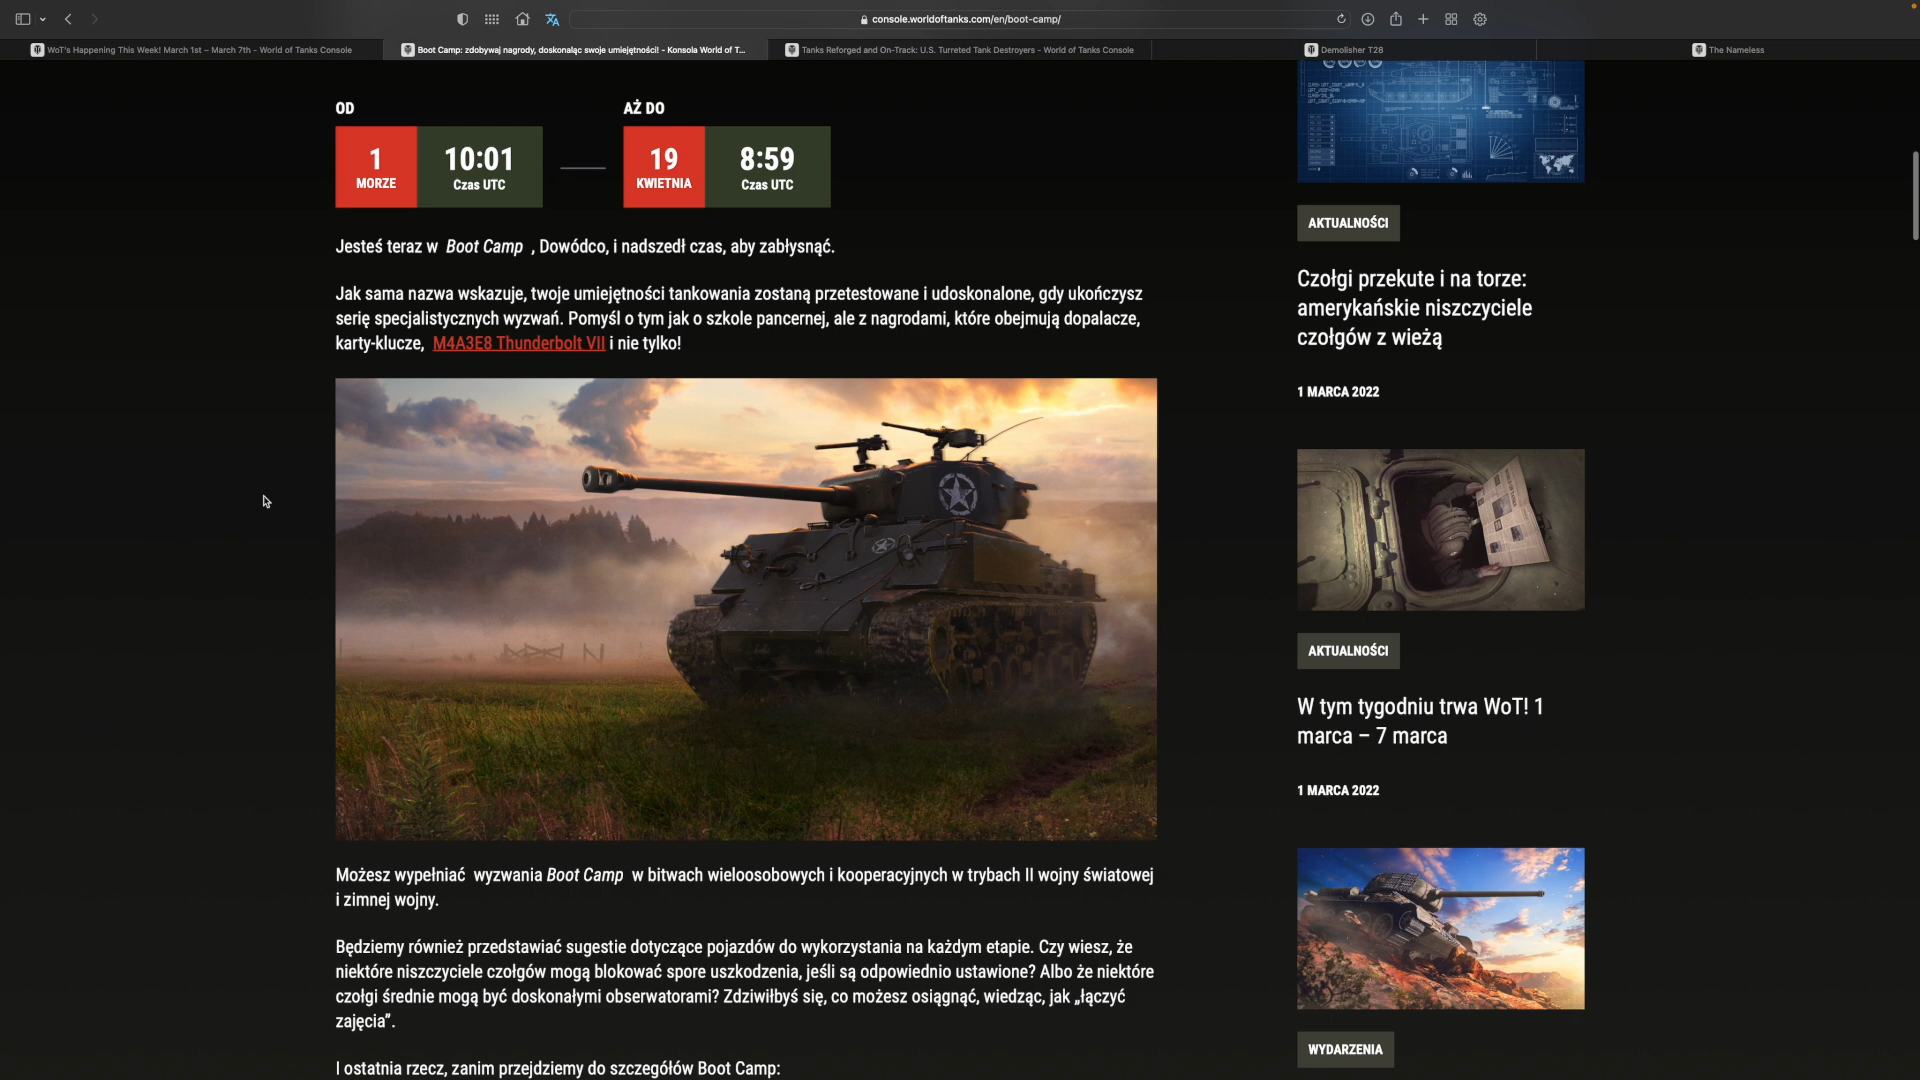 console.worldoftanks.com/en/boot-camp/
WoT's Happening This Week! March 1st – March 7th - World of Tanks Console
Boot Camp: zdobywaj nagrody, doskonaląc swoje umiejętności! - Konsola World of T...
Tanks Reforged and On-Track: U.S. Turreted Tank Destroyers - World of Tanks Console
Demolisher T28
The Nameless
OD
AŻ DO
1
MORZE
10:01
Czas UTC
19
KWIETNIA
8:59
Czas UTC
Jesteś teraz w Boot Camp , Dowódco, i nadszedł czas, aby zabłysnąć.
Jak sama nazwa wskazuje, twoje umiejętności tankowania zostaną przetestowane i udoskonalone, gdy ukończysz
serię specjalistycznych wyzwań. Pomyśl o tym jak o szkole pancernej, ale z nagrodami, które obejmują dopalacze,
karty-klucze, M4A3E8 Thunderbolt VII i nie tylko!
Możesz wypełniać wyzwania Boot Camp w bitwach wieloosobowych i kooperacyjnych w trybach II wojny światowej
i zimnej wojny.
Będziemy również przedstawiać sugestie dotyczące pojazdów do wykorzystania na każdym etapie. Czy wiesz, że
niektóre niszczyciele czołgów mogą blokować spore uszkodzenia, jeśli są odpowiednio ustawione? Albo że niektóre
czołgi średnie mogą być doskonałymi obserwatorami? Zdziwiłbyś się, co możesz osiągnąć, wiedząc, jak „łączyć
zajęcia”.
I ostatnia rzecz, zanim przejdziemy do szczegółów Boot Camp:
AKTUALNOŚCI
Czołgi przekute i na torze:
amerykańskie niszczyciele
czołgów z wieżą
1 MARCA 2022
AKTUALNOŚCI
W tym tygodniu trwa WoT! 1
marca – 7 marca
1 MARCA 2022
WYDARZENIA